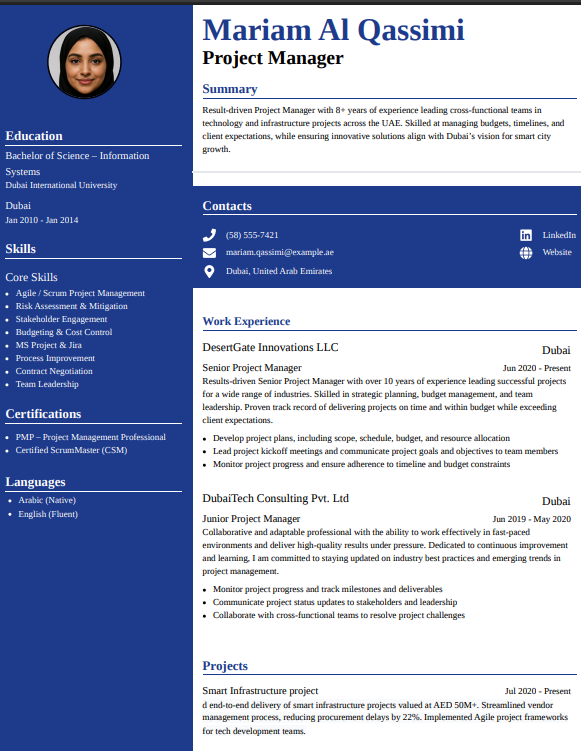 Mariam Al Qassimi
Project Manager
Summary
Result-driven Project Manager with 8+ years of experience leading cross-functional teams in
technology and infrastructure projects across the UAE. Skilled at managing budgets, timelines, and
client expectations, while ensuring innovative solutions align with Dubai's vision for smart city
growth.
Education
Bachelor of Science – Information
Systems
Dubai International University
Dubai
Jan 2010 - Jan 2014
Skills
Core Skills
• Agile / Scrum Project Management
• Risk Assessment & Mitigation
• Stakeholder Engagement
• Budgeting & Cost Control
• MS Project & Jira
• Process Improvement
• Contract Negotiation
• Team Leadership
Certifications
• PMP – Project Management Professional
• Certified ScrumMaster (CSM)
Languages
• Arabic (Native)
• English (Fluent)
Contacts
(58) 555-7421
LinkedIn
mariam.qassimi@example.ae
Website
Dubai, United Arab Emirates
Work Experience
DesertGate Innovations LLC
Dubai
Senior Project Manager
Jun 2020 - Present
Results-driven Senior Project Manager with over 10 years of experience leading successful projects
for a wide range of industries. Skilled in strategic planning, budget management, and team
leadership. Proven track record of delivering projects on time and within budget while exceeding
client expectations.
• Develop project plans, including scope, schedule, budget, and resource allocation
• Lead project kickoff meetings and communicate project goals and objectives to team members
• Monitor project progress and ensure adherence to timeline and budget constraints
DubaiTech Consulting Pvt. Ltd
Dubai
Junior Project Manager
Jun 2019 - May 2020
Collaborative and adaptable professional with the ability to work effectively in fast-paced
environments and deliver high-quality results under pressure. Dedicated to continuous improvement
and learning, I am committed to staying updated on industry best practices and emerging trends in
project management.
• Monitor project progress and track milestones and deliverables
• Communicate project status updates to stakeholders and leadership
• Collaborate with cross-functional teams to resolve project challenges
Projects
Smart Infrastructure project
Jul 2020 - Present
d end-to-end delivery of smart infrastructure projects valued at AED 50M+. Streamlined vendor
management process, reducing procurement delays by 22%. Implemented Agile project frameworks
for tech development teams.